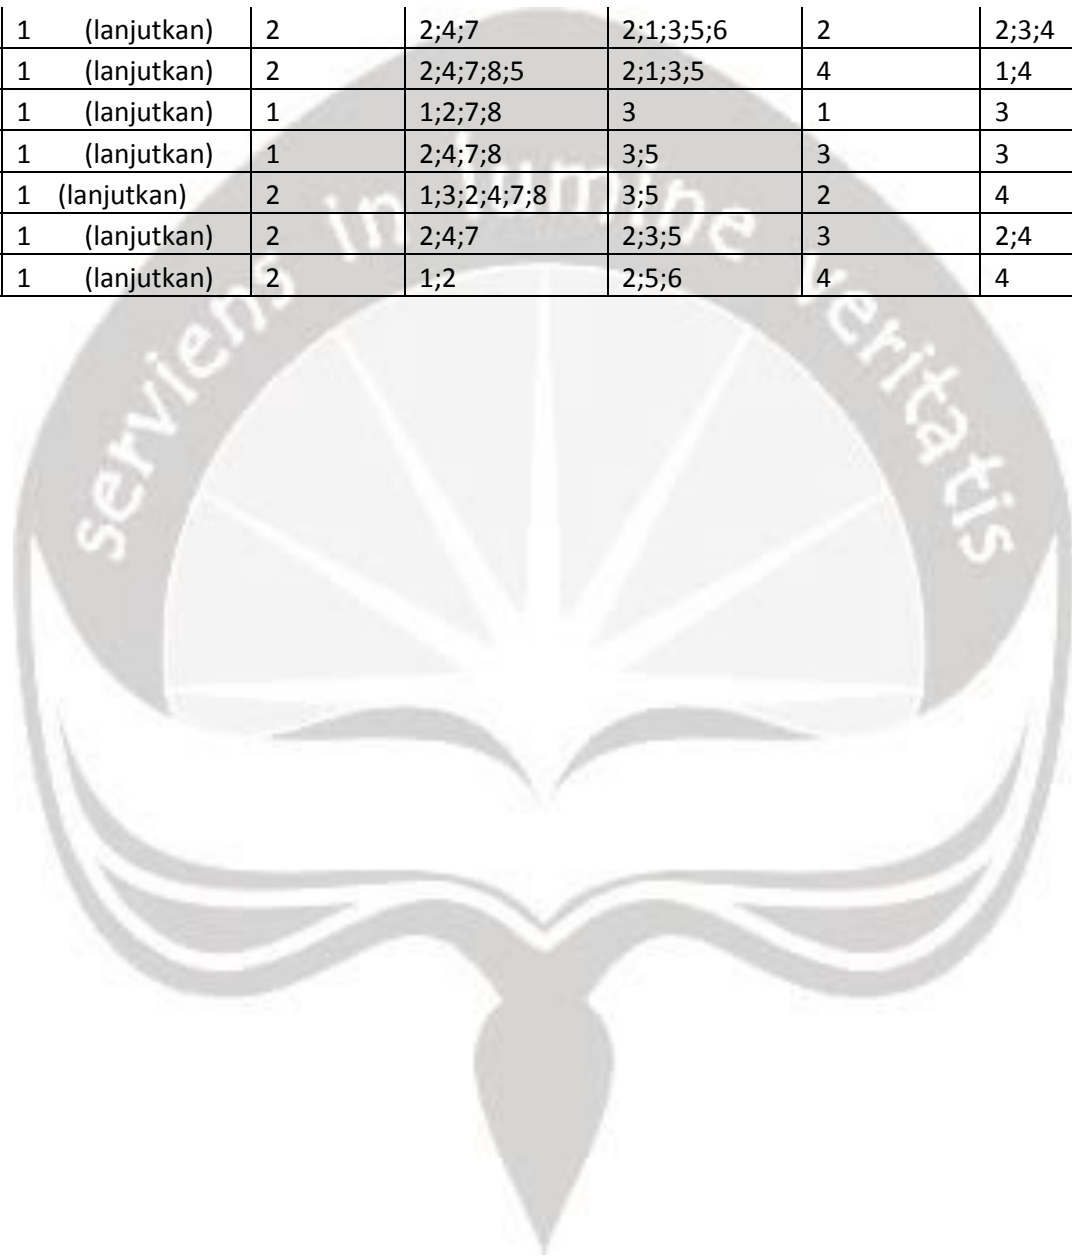 1 (lanjutkan) 2 2;4;7 2;1;3;5;6 2 2;3;4
1 (lanjutkan) 2 2;4;7;8;5 2;1;3;5 4 1;4
1 (lanjutkan) 1 1;2;7;8 3 1 3
1 (lanjutkan) 1 2;4;7;8 3;5 3 3
1 (lanjutkan) 2 1;3;2;4;7;8 3;5 2 4
1 (lanjutkan) 2 2;4;7 2;3;5 3 2;4
1 (lanjutkan) 2 1;2 2;5;6 4 4
serviens in lumine veritatis